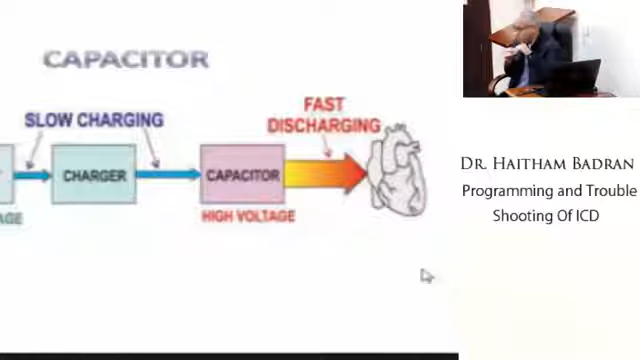 CAPACITOR
SLOW CHARGING
FAST
DISCHARGING
CHARGER
CAPACITOR
HIGH VOLTAGE
Dr. Haitham Badran
Programming and Trouble
Shooting Of ICD